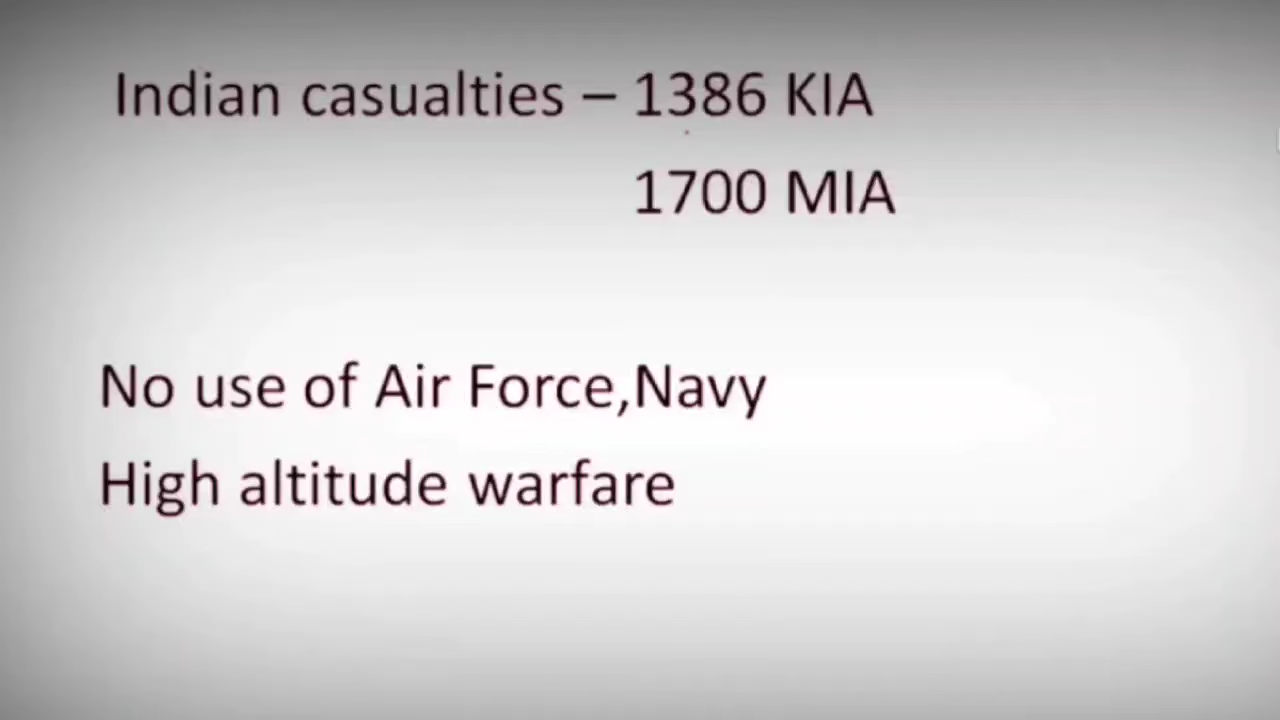 Indian casualties – 1386 KIA
1700 MIA
No use of Air Force,Navy
High altitude warfare